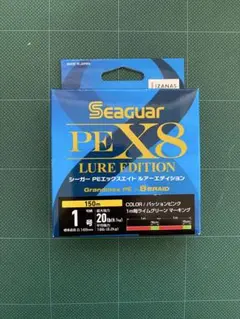 IZANAS
Seaguar
PE X8
LURE EDITION
シーガー PEエックスエイト ルアーエディション
Grandmax PE 8BRAID
150m
1号
20lb
COLOR/パッションピンク
1m毎ライムグリーン マーキング